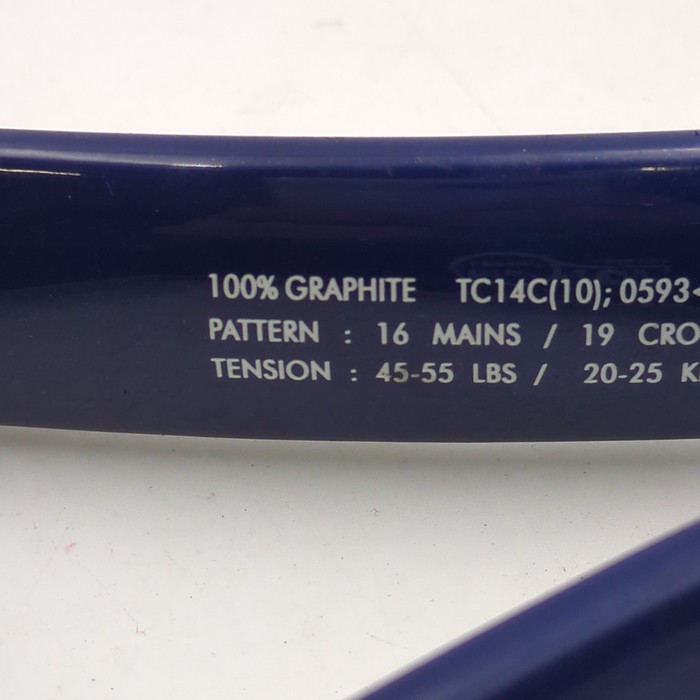 100% GRAPHITE TC14C(10); 0593
PATTERN : 16 MAINS / 19 CRO
TENSION : 45-55 LBS / 20-25 K